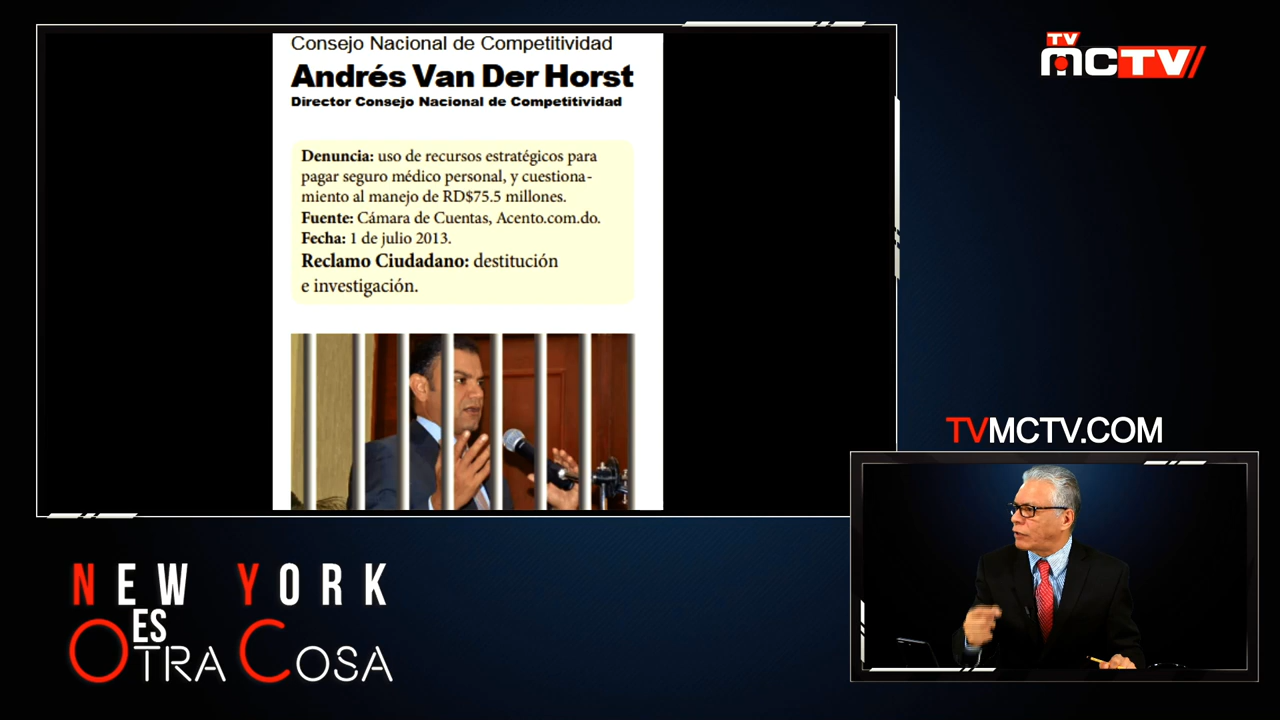 Consejo Nacional de Competitividad
Andrés Van Der Horst
Director Consejo Nacional de Competitividad
Denuncia: uso de recursos estratégicos para
pagar seguro médico personal, y cuestiona-
miento al manejo de RD$75.5 millones.
Fuente: Cámara de Cuentas, Acento.com.do.
Fecha: 1 de julio 2013.
Reclamo Ciudadano: destitución
e investigación.
TV
MCTV
TVMCTV.COM
NEW YORK
ES
OTRA COSA